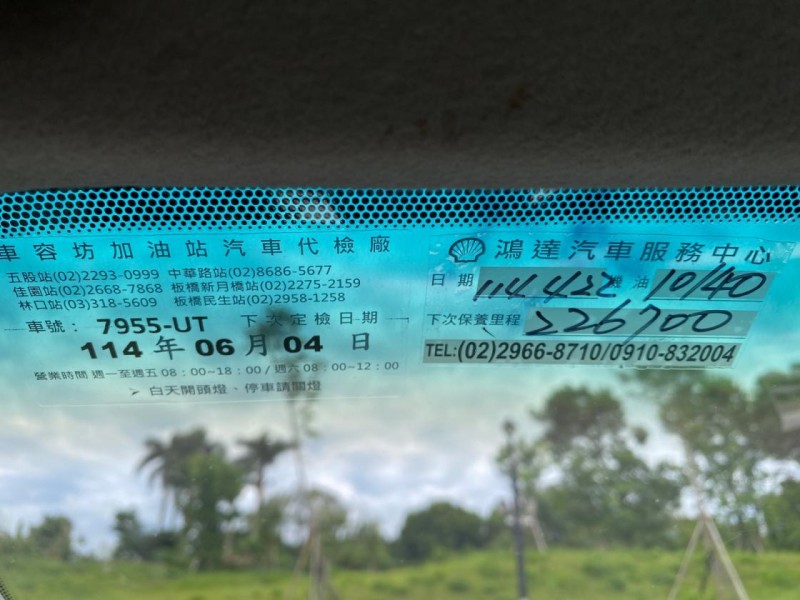 車容坊加油站汽車代檢廠
五股站(02)2293-0999 中華路站(02)8686-5677
佳園站(02)2668-7868 板橋新月橋站(02)2275-2159
林口站(03)318-5609 板橋民生站(02)2958-1258
車號： 7955-UT 下次定檢日期
114 年 06 月 04 日
營業時間 週一至週五 08：00~18：00 / 週六 08：00~12：00
➢ 白天開頭燈、停車請開燈
鴻達汽車服務中心
日期 114.4.22 機油 10/40
下次保養里程 226700
TEL:(02)2966-8710/0910-832004